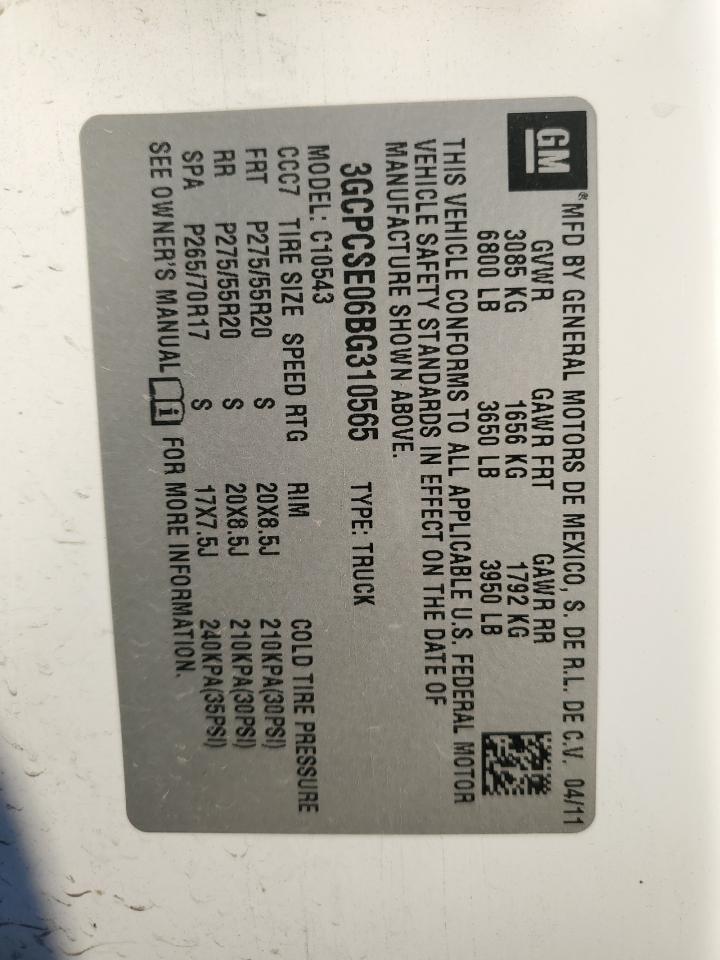 GM
® MFD BY GENERAL MOTORS DE MEXICO, S. DE R.L. DE C.V. 04/11
GVWR GAWR FRT GAWR RR
3085 KG 1656 KG 1792 KG
6800 LB 3650 LB 3950 LB
THIS VEHICLE CONFORMS TO ALL APPLICABLE U.S. FEDERAL MOTOR
VEHICLE SAFETY STANDARDS IN EFFECT ON THE DATE OF
MANUFACTURE SHOWN ABOVE.
3GCPCSE06BG310565 TYPE: TRUCK
MODEL: C10543
CCC7 TIRE SIZE SPEED RTG RIM COLD TIRE PRESSURE
FRT P275/55R20 S 20X8.5J 210KPA(30PSI)
RR P275/55R20 S 20X8.5J 210KPA(30PSI)
SPA P265/70R17 S 17X7.5J 240KPA(35PSI)
SEE OWNER'S MANUAL i FOR MORE INFORMATION.